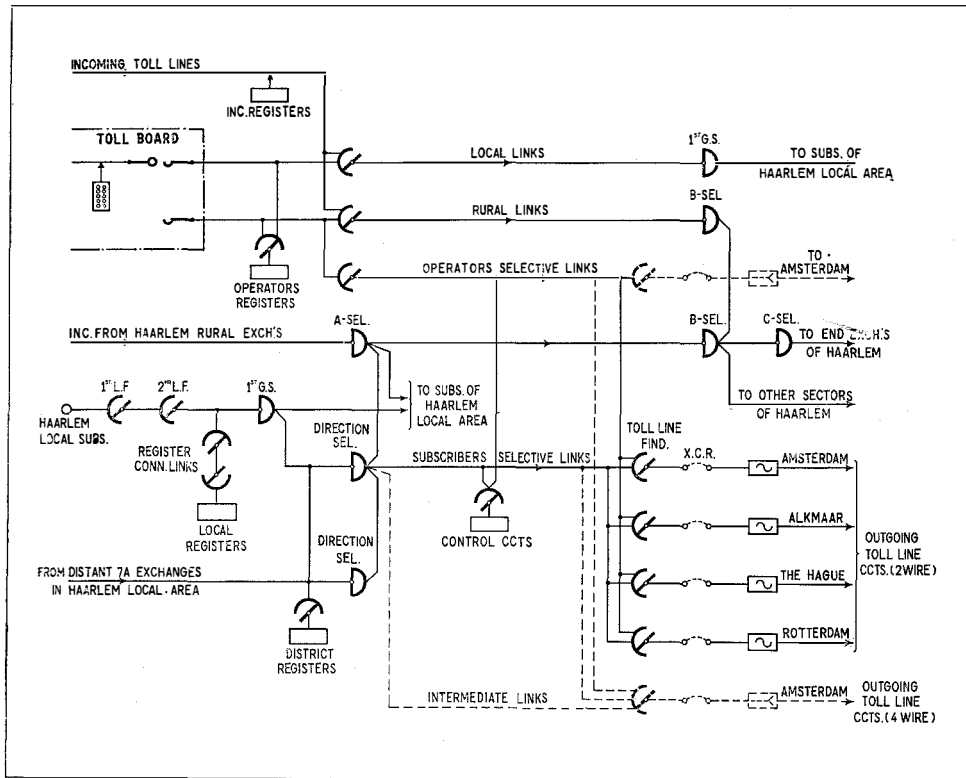 INCOMING TOLL LINES
INC. REGISTERS
TOLL BOARD
1ST G.S.
LOCAL LINKS
TO SUBS. OF
HAARLEM LOCAL AREA
B-SEL
RURAL LINKS
OPERATORS SELECTIVE LINKS
TO
AMSTERDAM
OPERATORS
REGISTERS
A-SEL.
B-SEL.
C-SEL.
INC. FROM HAARLEM RURAL EXCH'S
TO END EXCH'S
OF HAARLEM
1ST L.F
2ND L.F.
1ST G.S.
TO SUBS. OF
HAARLEM
LOCAL AREA
TO OTHER SECTORS
OF HAARLEM
HAARLEM
LOCAL SUBS.
REGISTER
CONN. LINKS
DIRECTION
SEL.
TOLL LINE
FIND.
X.C.R.
SUBSCRIBERS SELECTIVE LINKS
AMSTERDAM
LOCAL
REGISTERS
CONTROL CCTS
ALKMAAR
DIRECTION
SEL.
OUTGOING
TOLL LINE
CCTS. (2 WIRE)
FROM DISTANT 7A EXCHANGES
IN HAARLEM LOCAL AREA
THE HAGUE
DISTRICT
REGISTERS
ROTTERDAM
INTERMEDIATE LINKS
AMSTERDAM
OUTGOING
TOLL LINE
CCTS. (4 WIRE)